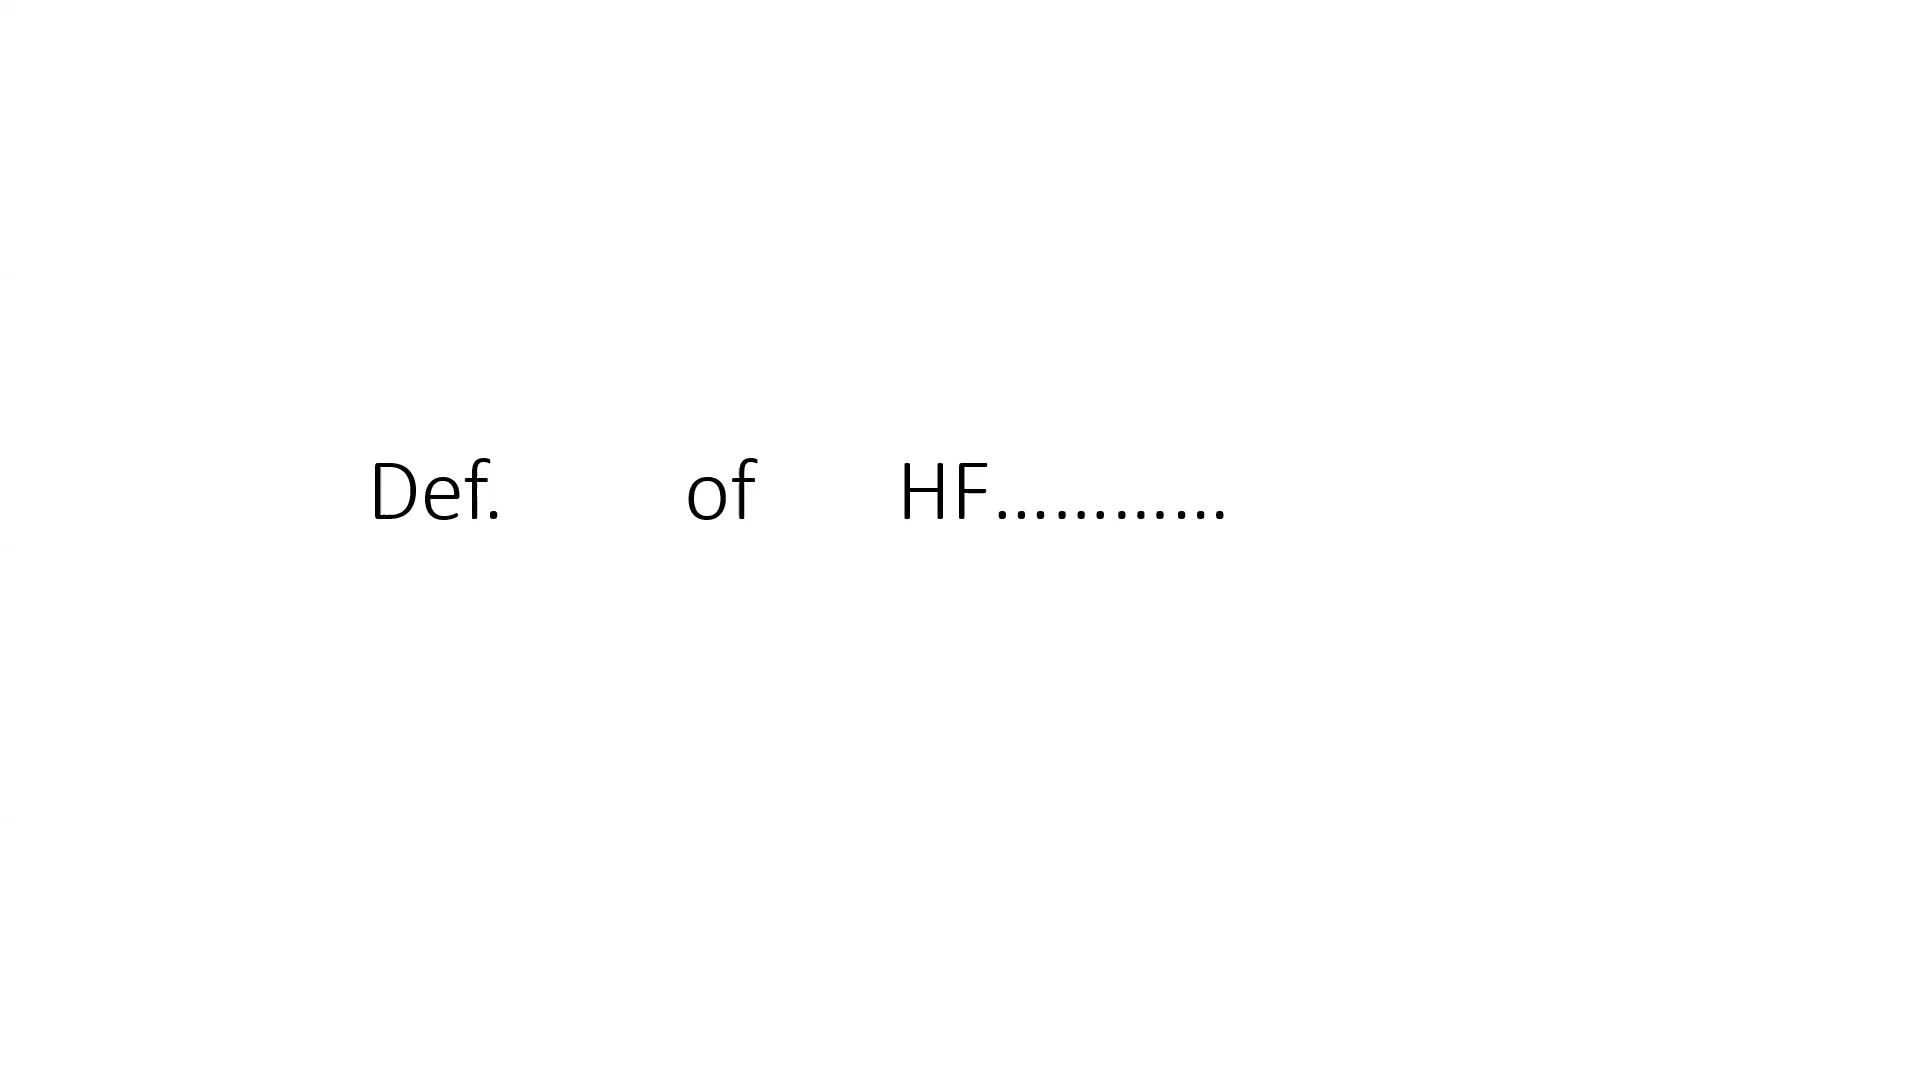 Def. of HF…………